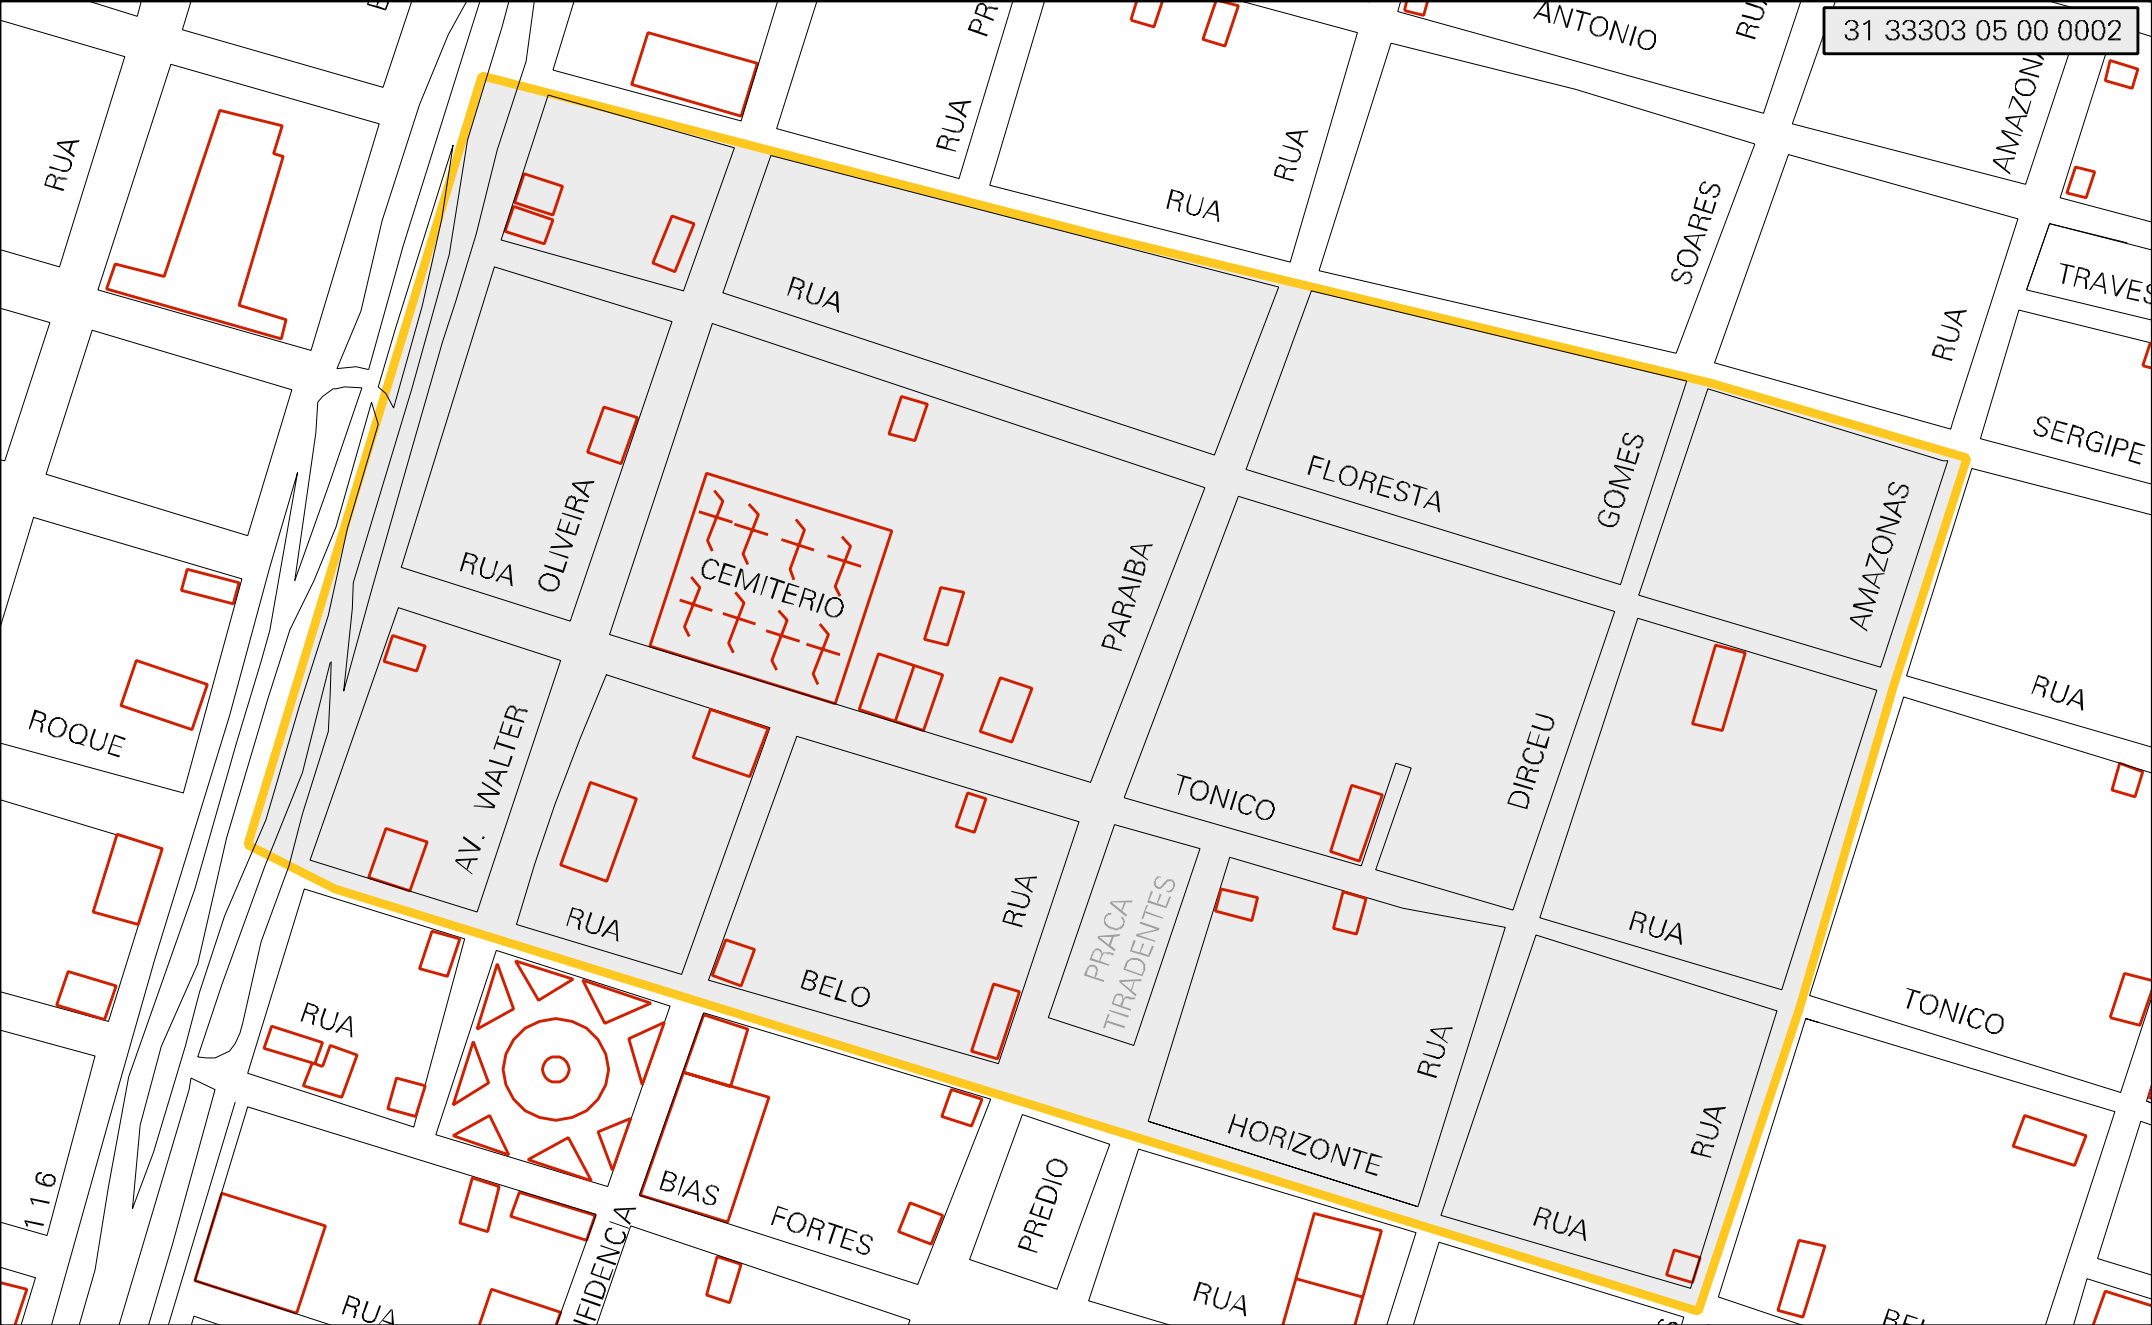 ANTONIO
31 33303 05 00 0002
PR
RUA
AMAZONA
RUA
RUA
RUA
RUA
SOARES
TRAVES
RUA
RUA
SERGIPE
FLORESTA
GOMES
AMAZONAS
OLIVEIRA
RUA
CEMITERIO
PARAIBA
RUA
ROQUE
AV. WALTER
DIRCEU
TONICO
RUA
RUA
RUA
PRACA
TIRADENTES
BELO
TONICO
RUA
RUA
RUA
HORIZONTE
116
BIAS
PREDIO
FORTES
RUA
RUA
RUA